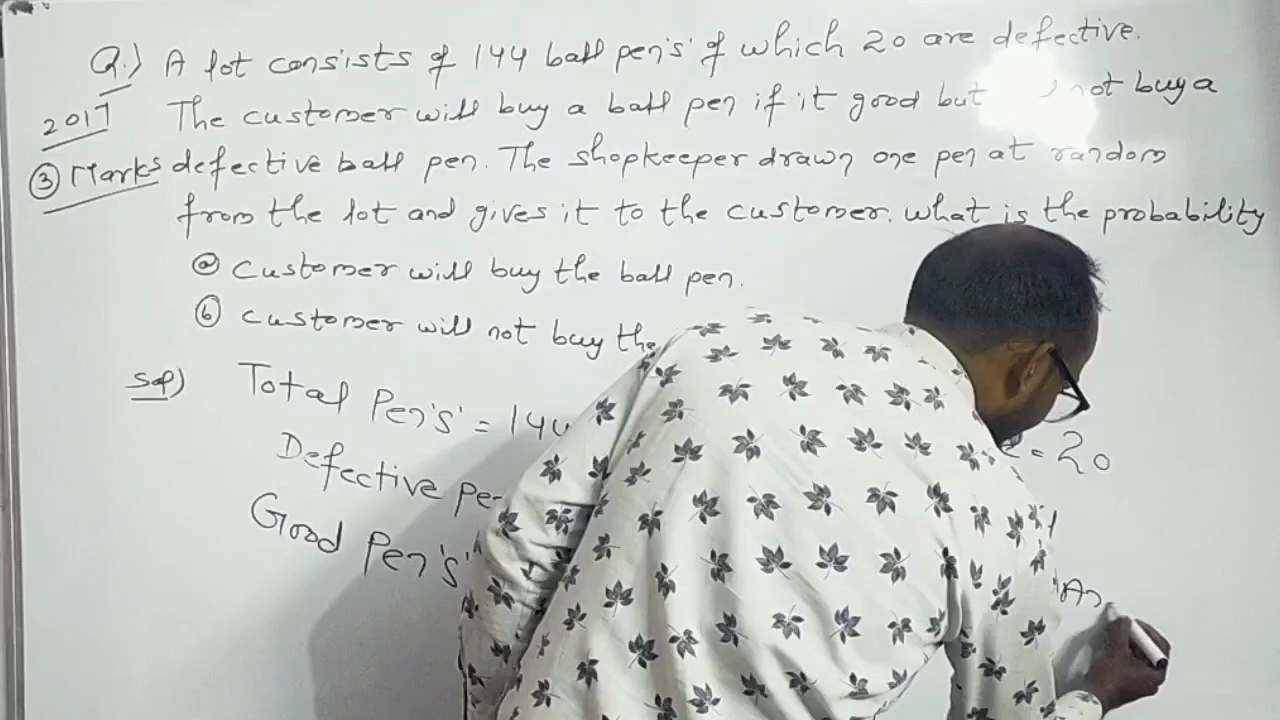 Q.) A lot consists of 144 ball pen's' of which 20 are defective.
2017 The customer will buy a ball pen if it good but not buy a
③ Marks defective ball pen. The shopkeeper drawn one pen at random
from the lot and gives it to the customer. what is the probability
ⓐ customer will buy the ball pen.
ⓑ customer will not buy the
Sol) Total Pen's' = 144
Defective pe = 20
Good Pen's'
An